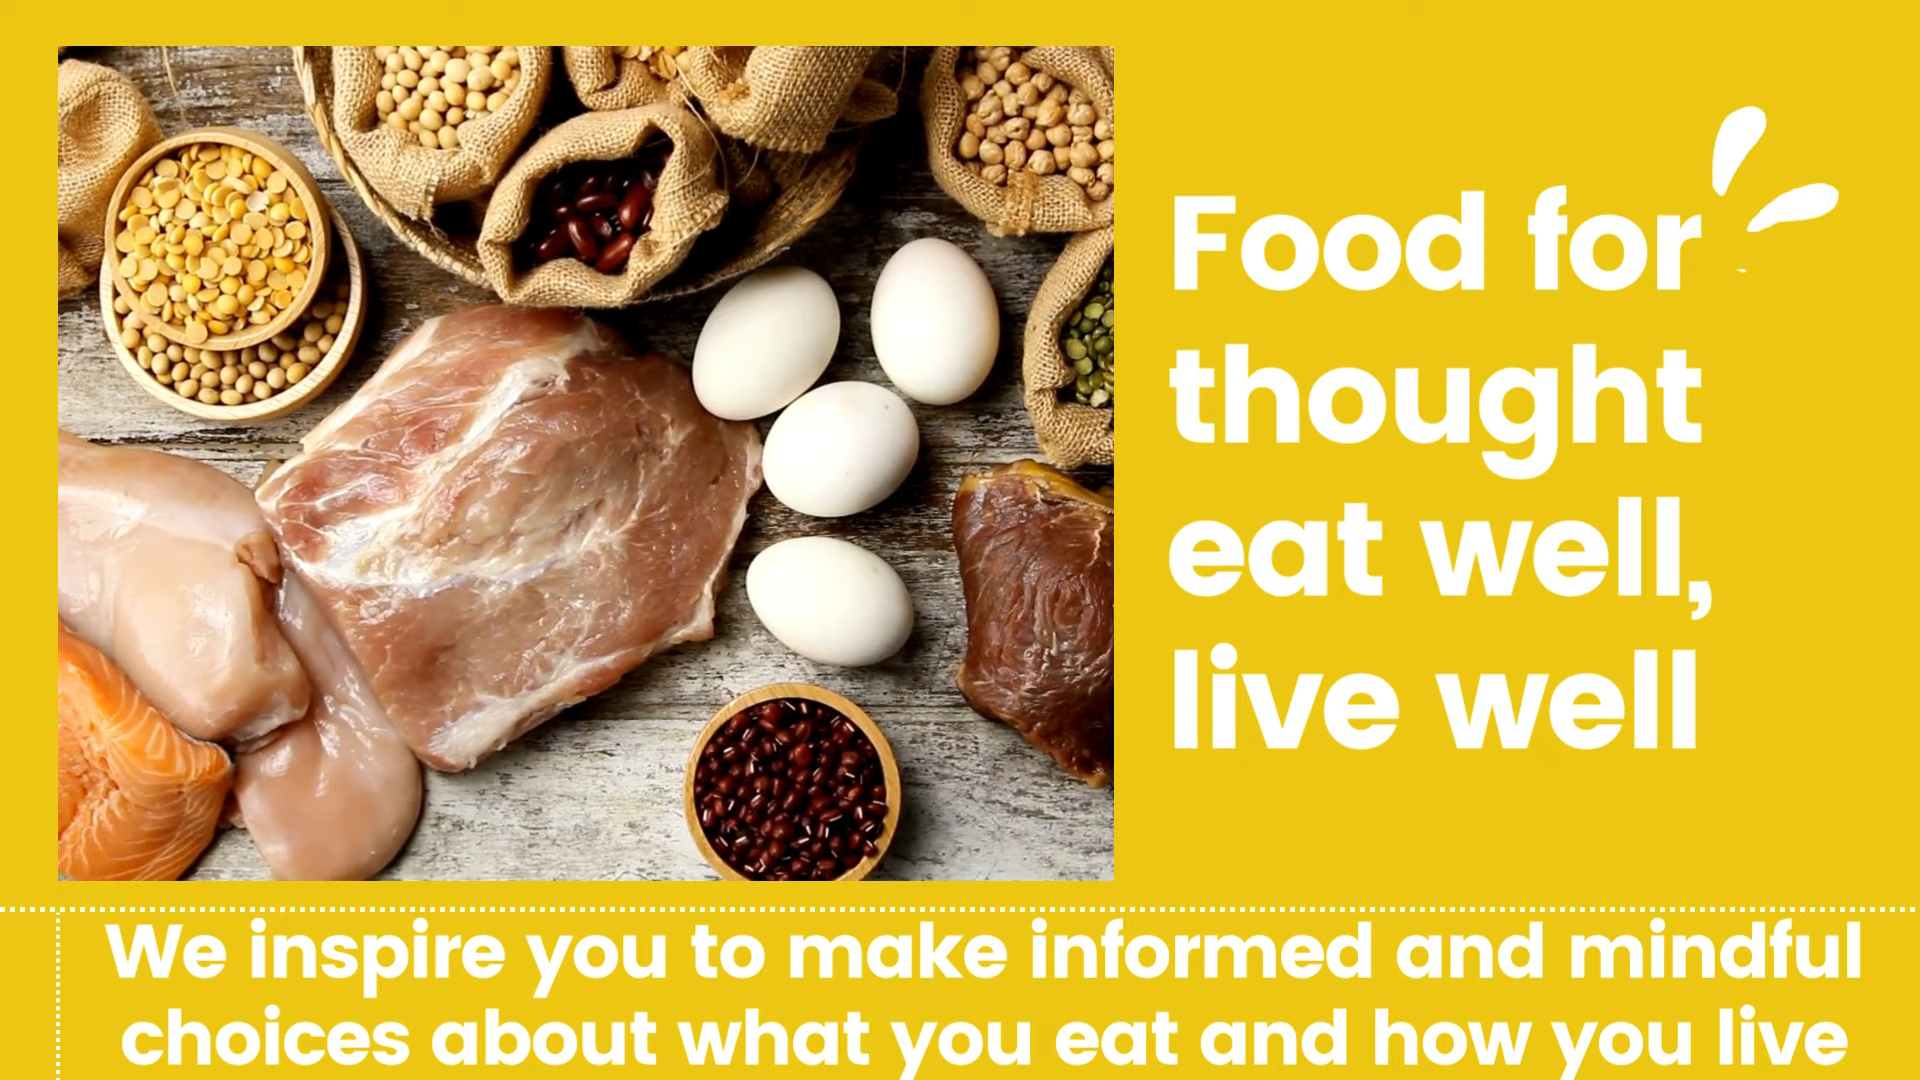 Food for
thought
eat well,
live well
We inspire you to make informed and mindful
choices about what you eat and how you live